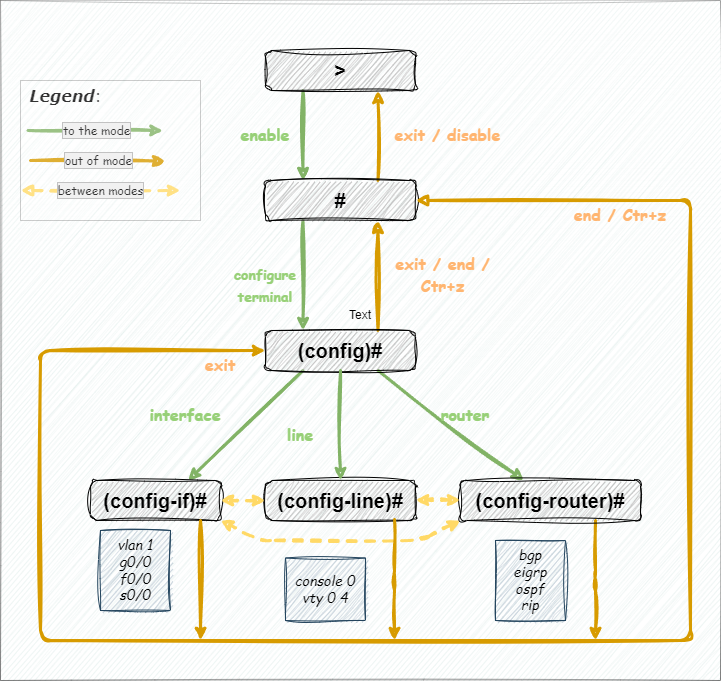 >
Legend:
to the mode
out of mode
between modes
enable
exit / disable
#
end / Ctr+z
configure
terminal
exit / end /
Ctr+z
Text
(config)#
exit
interface
line
router
(config-if)#
(config-line)#
(config-router)#
vlan 1
g0/0
f0/0
s0/0
console 0
vty 0 4
bgp
eigrp
ospf
rip